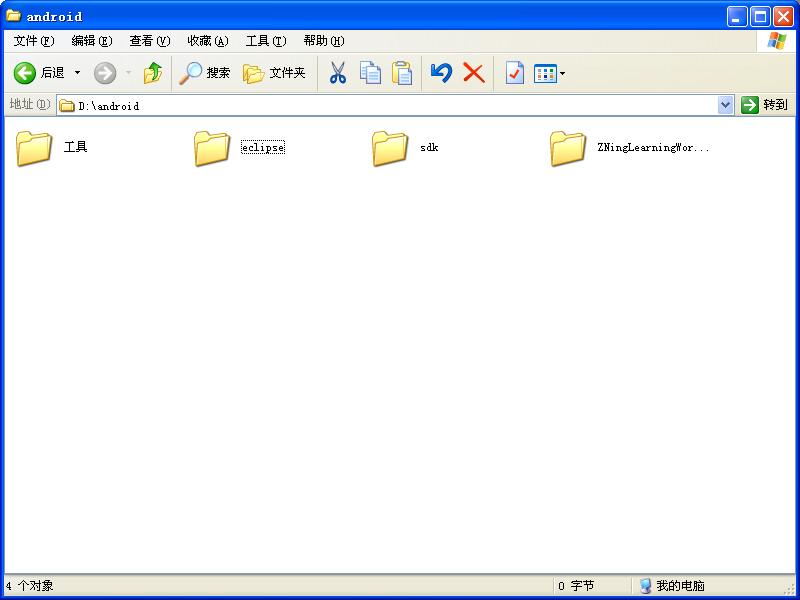 android
文件(F) 编辑(E) 查看(V) 收藏(A) 工具(T) 帮助(H)
后退 搜索 文件夹
地址(D) D:\android 转到
工具 eclipse sdk ZNingLearningWor...
4 个对象 0 字节 我的电脑